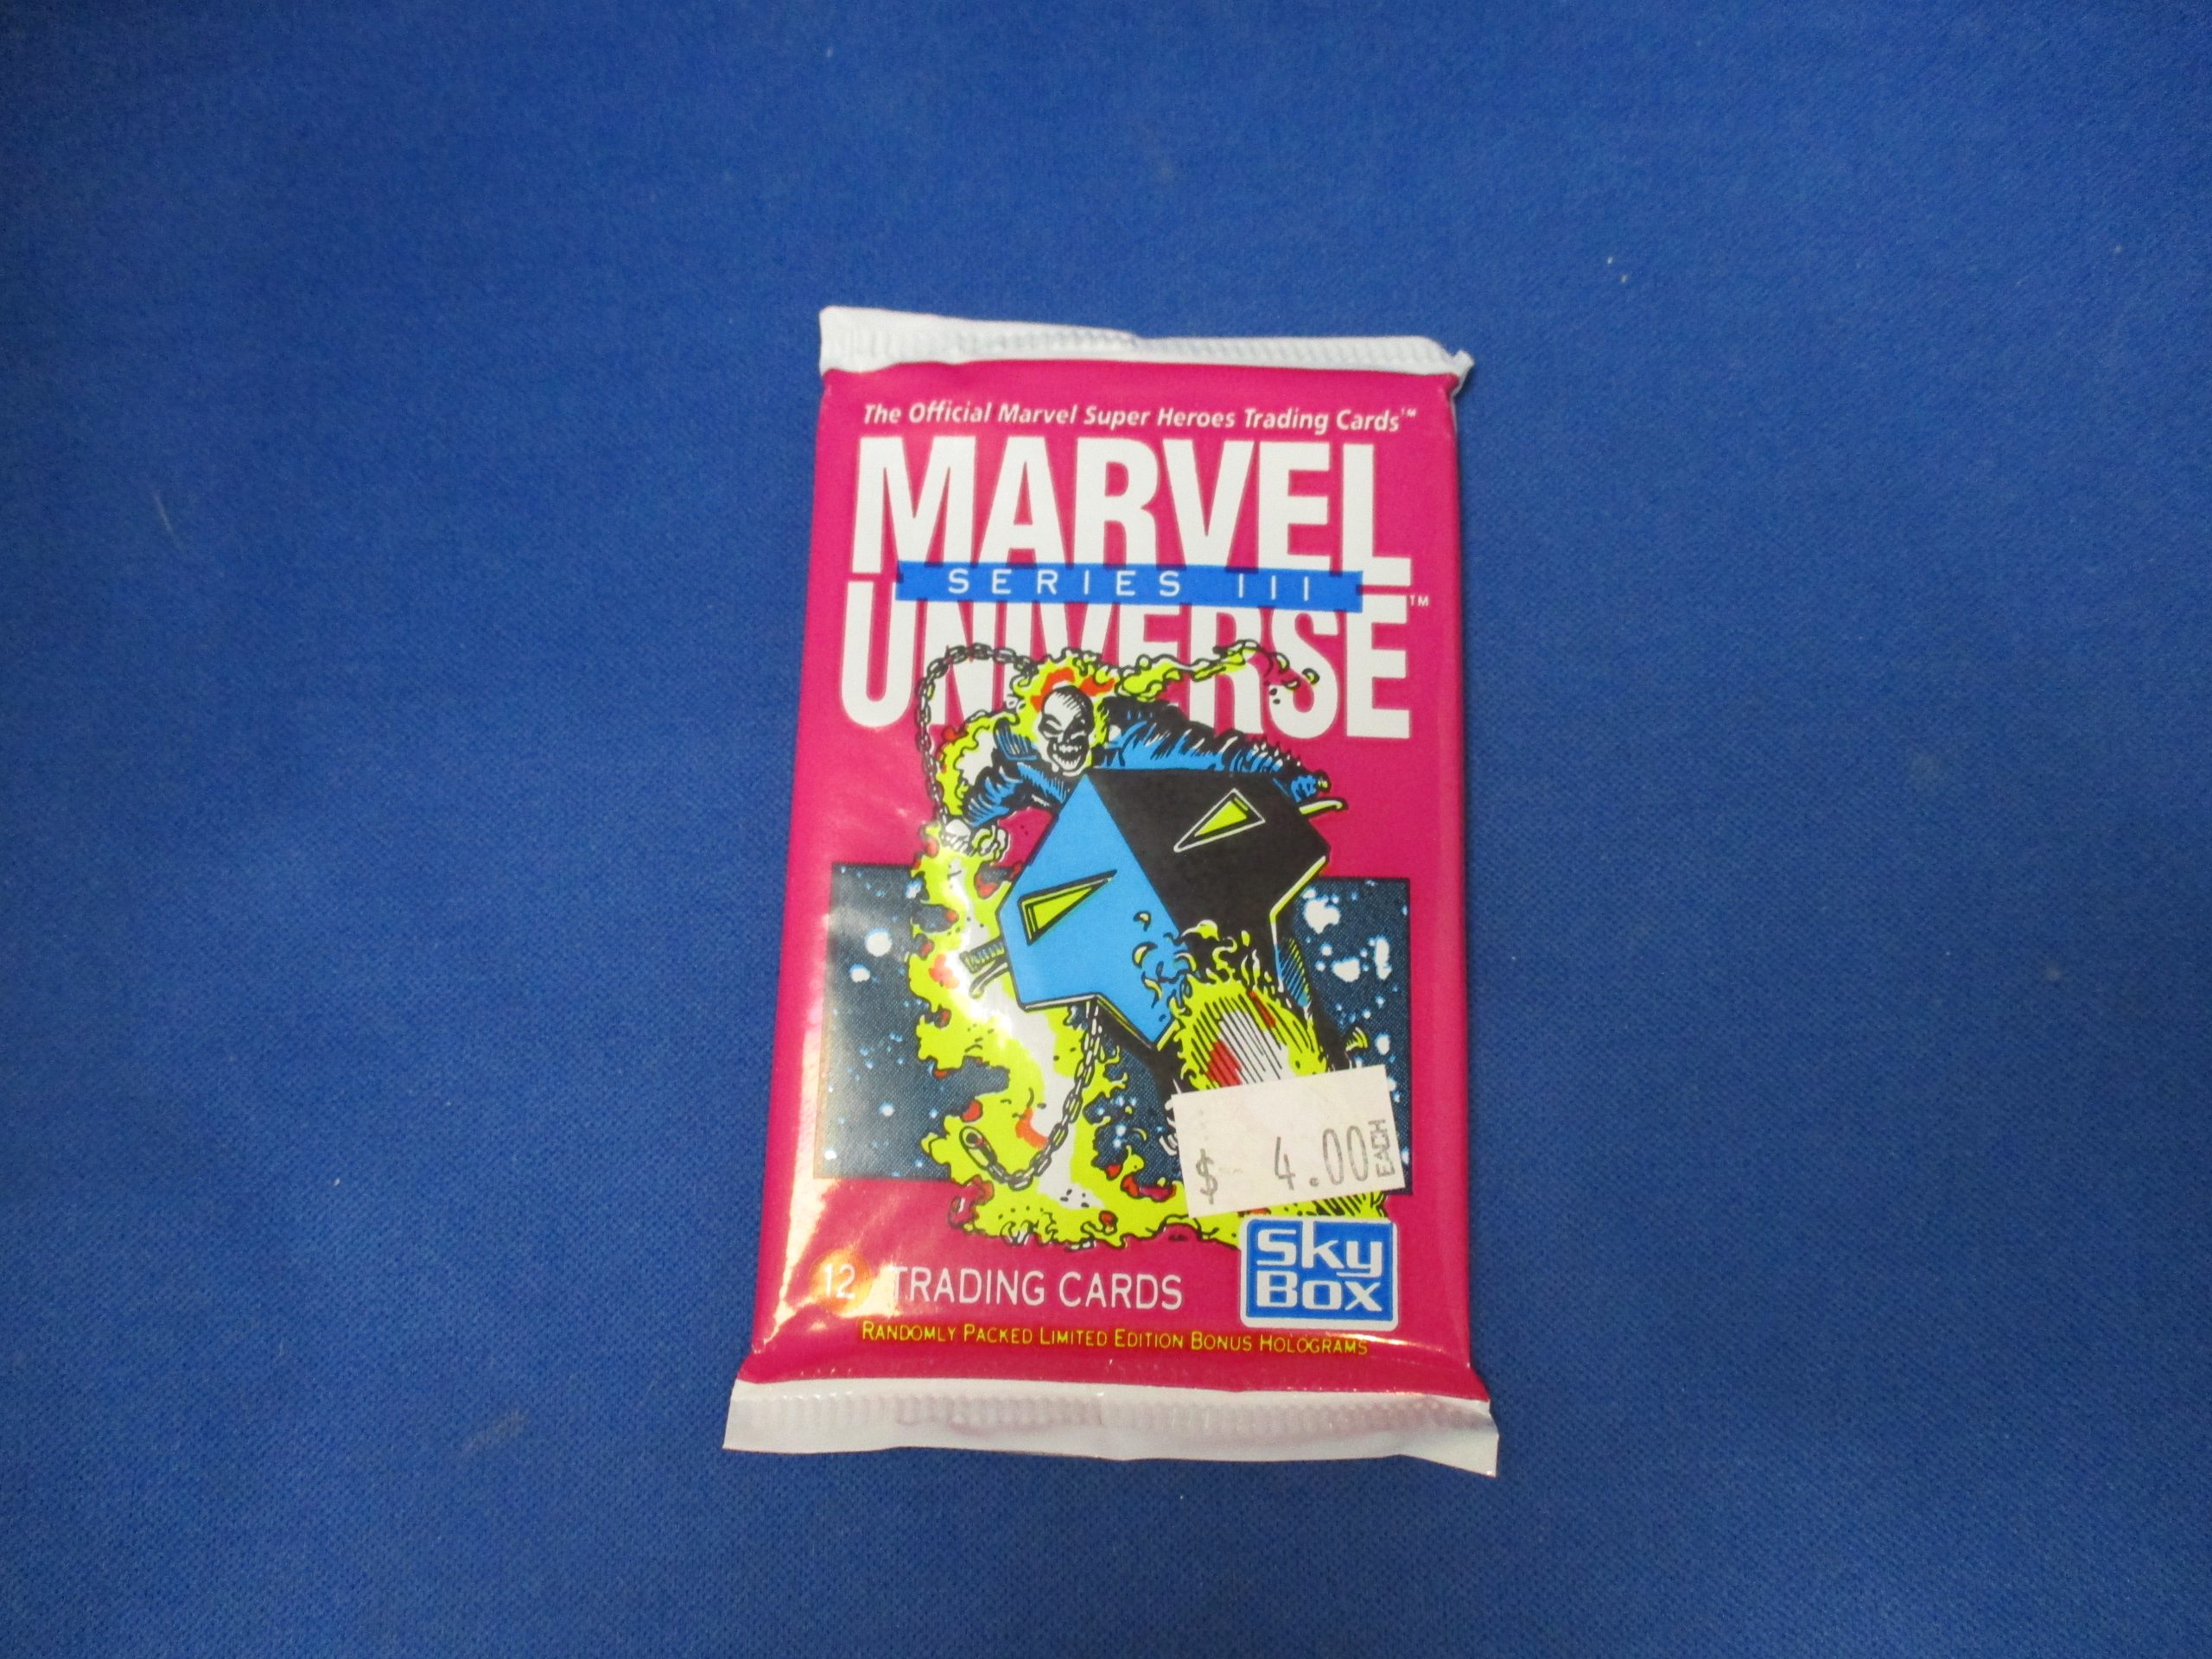 The Official Marvel Super Heroes Trading Cards™
MARVEL
SERIES III
UNIVERSE™
$ 4.00 EACH
Sky
Box
12 TRADING CARDS
RANDOMLY PACKED LIMITED EDITION BONUS HOLOGRAMS